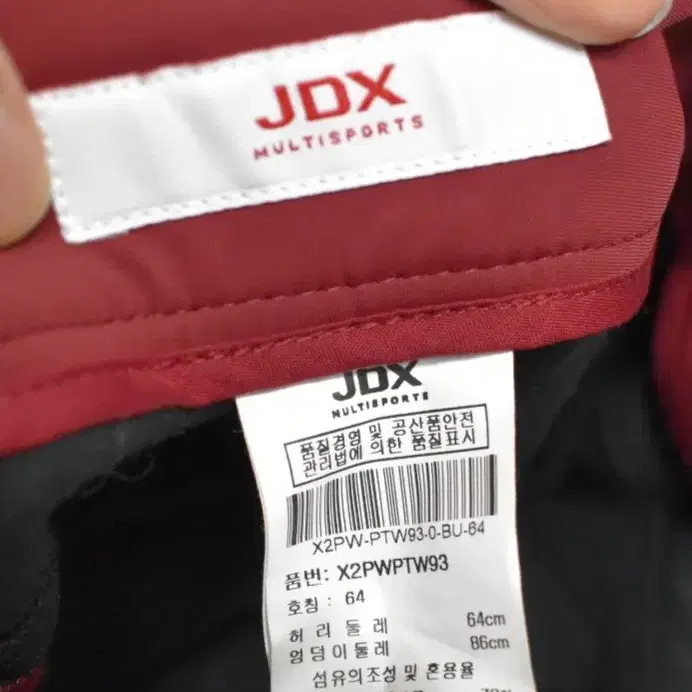 JDX
MULTISPORTS
JDX
MULTISPORTS
품질경영 및 공산품안전
관리법에 의한 품질표시
X2PW-PTW93-0-BU-64
품번: X2PWPTW93
호칭 : 64
허리둘레 64cm
엉덩이둘레 86cm
섬유의조성 및 혼용율